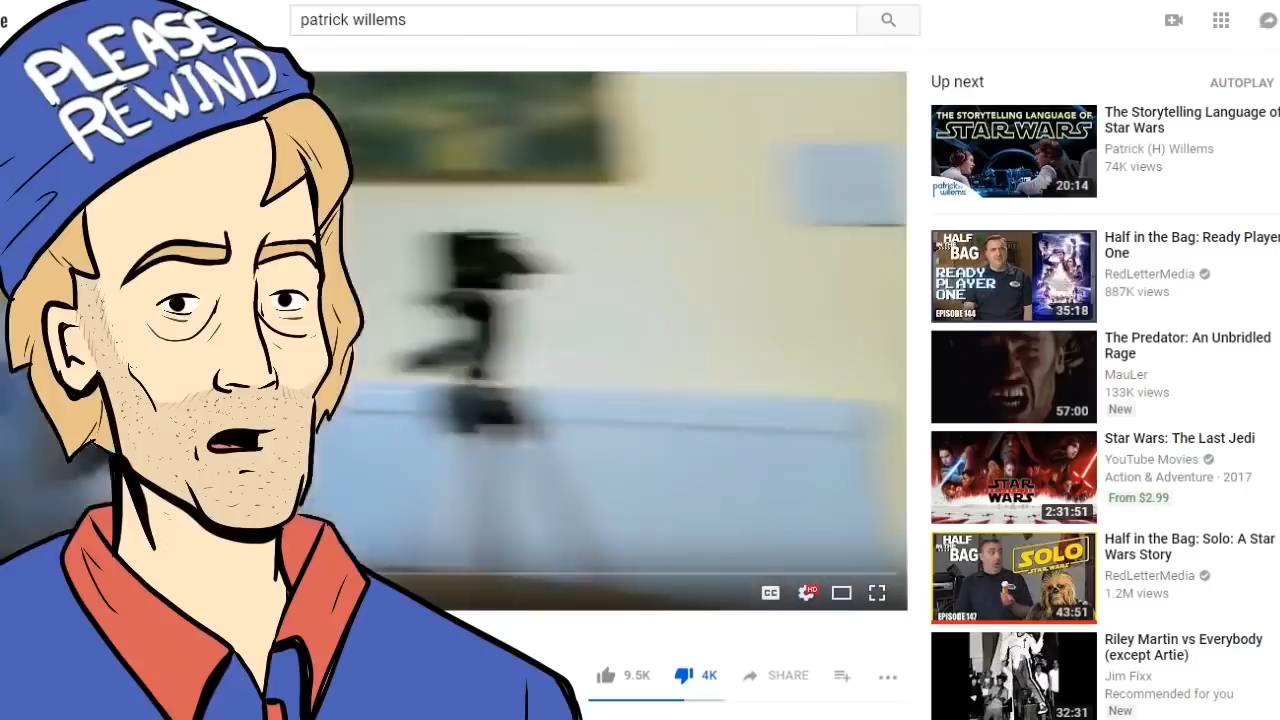 e
patrick willems
PLEASE
REWIND
Up next
AUTOPLAY
THE STORYTELLING LANGUAGE OF
STAR WARS
patrick (H)
willems
20:14
The Storytelling Language of
Star Wars
Patrick (H) Willems
74K views
HALF
IN THE
BAG
READY
PLAYER
ONE
EPISODE 144
35:18
Half in the Bag: Ready Player
One
RedLetterMedia
887K views
57:00
The Predator: An Unbridled
Rage
MauLer
133K views
New
STAR
WARS
2:31:51
Star Wars: The Last Jedi
YouTube Movies
Action & Adventure · 2017
From $2.99
HALF
IN THE
BAG
SOLO
STAR WARS
EPISODE 147
43:51
Half in the Bag: Solo: A Star
Wars Story
RedLetterMedia
1.2M views
32:31
Riley Martin vs Everybody
(except Artie)
Jim Fixx
Recommended for you
New
CC
HD
9.5K
4K
SHARE